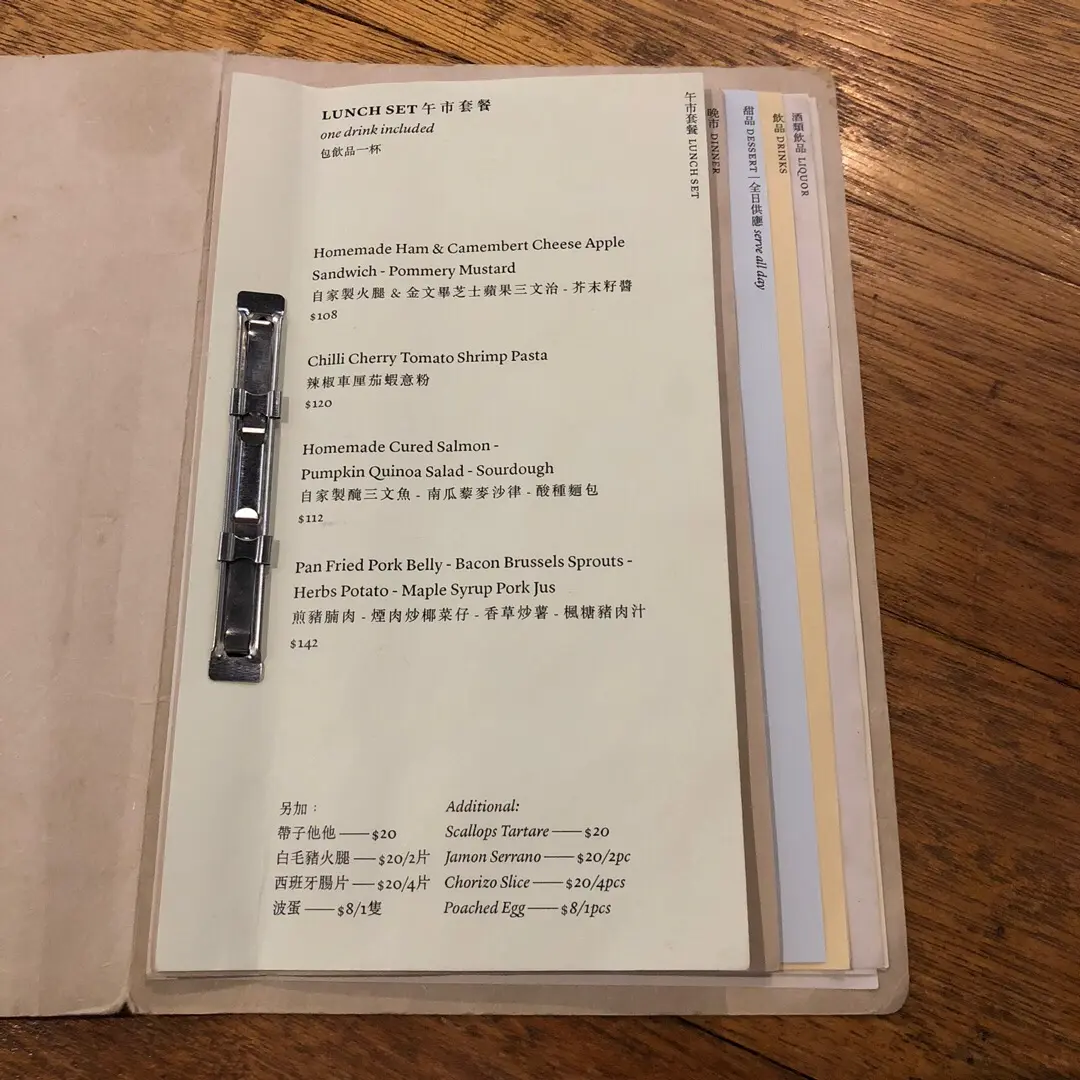 LUNCH SET 午市套餐
one drink included
包飲品一杯
Homemade Ham & Camembert Cheese Apple
Sandwich - Pommery Mustard
自家製火腿 & 金文畢芝士蘋果三文治 - 芥末籽醬
$108
Chilli Cherry Tomato Shrimp Pasta
辣椒車厘茄蝦意粉
$120
Homemade Cured Salmon -
Pumpkin Quinoa Salad - Sourdough
自家製醃三文魚 - 南瓜藜麥沙律 - 酸種麵包
$112
Pan Fried Pork Belly - Bacon Brussels Sprouts -
Herbs Potato - Maple Syrup Pork Jus
煎豬腩肉 - 煙肉炒椰菜仔 - 香草炒薯 - 楓糖豬肉汁
$142
另加：
帶子他他 — $20
白毛豬火腿 — $20/2片
西班牙腸片 — $20/4片
波蛋 — $8/1隻
Additional:
Scallops Tartare — $20
Jamon Serrano — $20/2pc
Chorizo Slice — $20/4pcs
Poached Egg — $8/1pcs
午市套餐 LUNCH SET
晚市 DINNER
甜品 DESSERT | 全日供應 serve all day
飲品 DRINKS
酒類飲品 LIQUOR